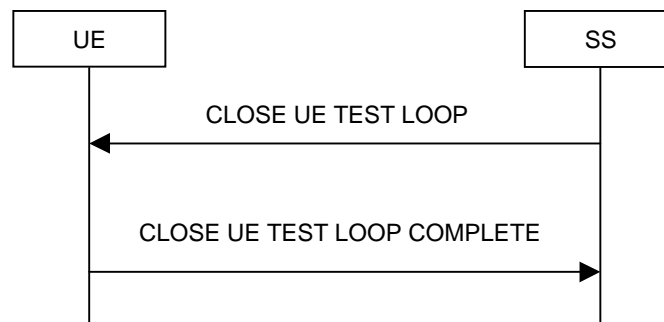 UE
SS
CLOSE UE TEST LOOP
CLOSE UE TEST LOOP COMPLETE